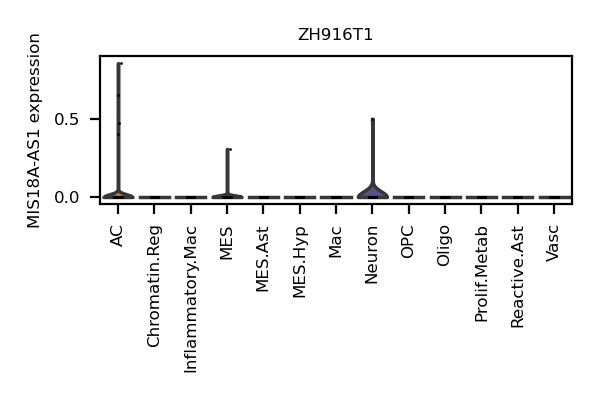 ZH916T1
MIS18A-AS1 expression
0.5
0.0
AC
Chromatin.Reg
Inflammatory.Mac
MES
MES.Ast
MES.Hyp
Mac
Neuron
OPC
Oligo
Prolif.Metab
Reactive.Ast
Vasc